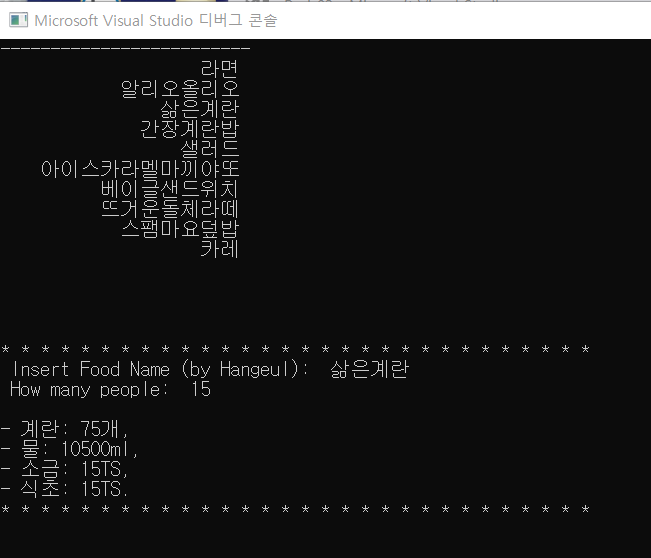 Microsoft Visual Studio 디버그 콘솔
-------------------------
라면
알리오올리오
삶은계란
간장계란밥
샐러드
아이스카라멜마끼야또
베이글샌드위치
뜨거운돌체라떼
스팸마요덮밥
카레
* * * * * * * * * * * * * * * * * * * * * * * * * * * * * *
Insert Food Name (by Hangeul): 삶은계란
How many people: 15
- 계란: 75개,
- 물: 10500ml,
- 소금: 15TS,
- 식초: 15TS.
* * * * * * * * * * * * * * * * * * * * * * * * * * * * * *